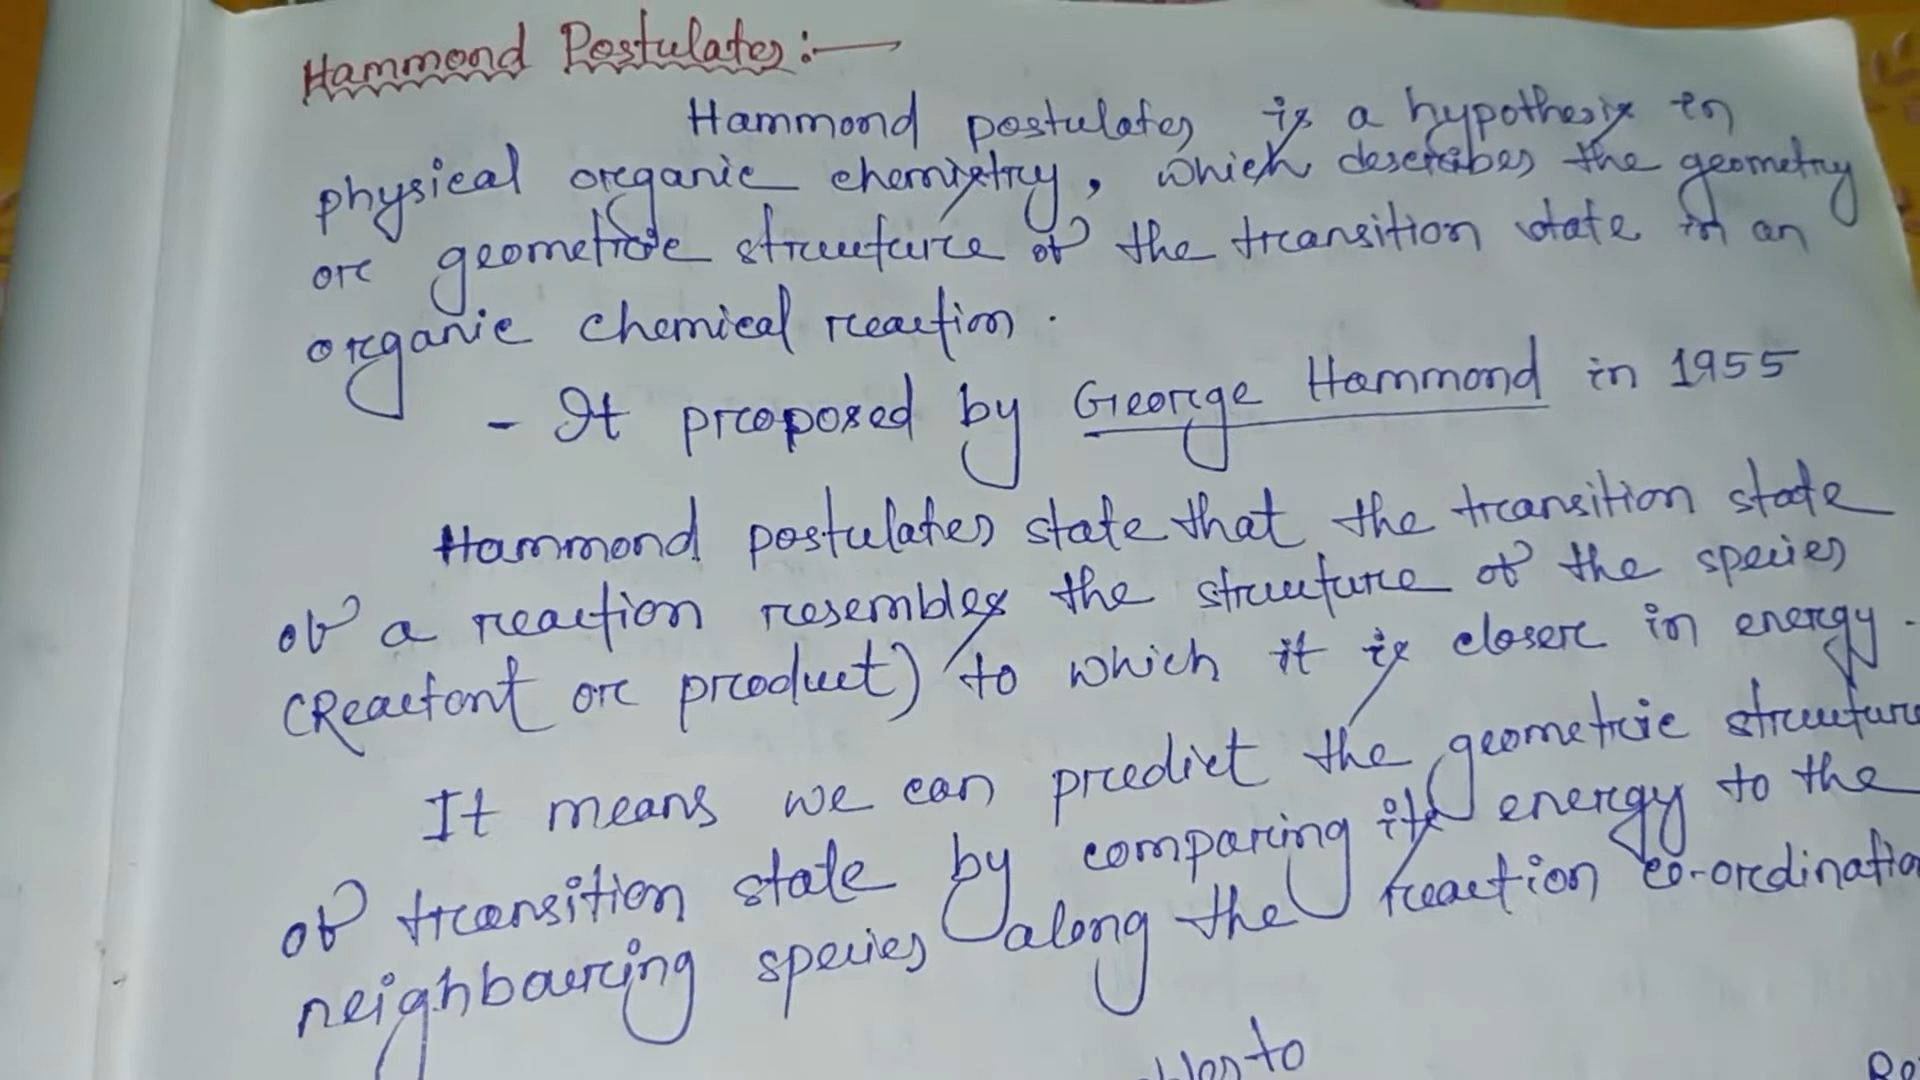 Hammond Postulates :—
Hammond postulates is a hypothesis in
physical organic chemistry, which describes the geometry
or geometric structure of the transition state in an
organic chemical reaction.
- It proposed by George Hammond in 1955
Hammond postulates state that the transition state
of a reaction resembles the structure of the species
(Reactant or product) to which it is closer in energy.
It means we can predict the geometric structure
of transition state by comparing its energy to the
neighbouring species along the reaction co-ordination
to